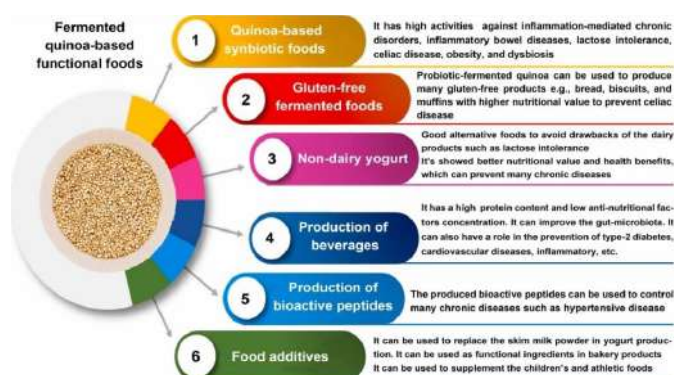 Fermented
quinoa-based
functional foods
1
Quinoa-based
synbiotic foods
It has high activities against inflammation-mediated chronic
disorders, inflammatory bowel diseases, lactose intolerance,
celiac disease, obesity, and dysbiosis
2
Gluten-free
fermented foods
Probiotic-fermented quinoa can be used to produce
many gluten-free products e.g., bread, biscuits, and
muffins with higher nutritional value to prevent celiac
disease
3
Non-dairy yogurt
Good alternative foods to avoid drawbacks of the dairy
products such as lactose intolerance
It's showed better nutritional value and health benefits,
which can prevent many chronic diseases
4
Production of
beverages
It has a high protein content and low anti-nutritional fac-
tors concentration. It can improve the gut-microbiota. It
can also have a role in the prevention of type-2 diabetes,
cardiovascular diseases, inflammatory, etc.
5
Production of
bioactive peptides
The produced bioactive peptides can be used to control
many chronic diseases such as hypertensive disease
6
Food additives
It can be used to replace the skim milk powder in yogurt produc-
tion. It can be used as functional ingredients in bakery products
It can be used to supplement the children's and athletic foods